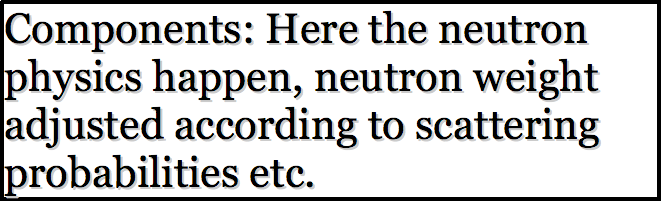 Components: Here the neutron
physics happen, neutron weight
adjusted according to scattering
probabilities etc.